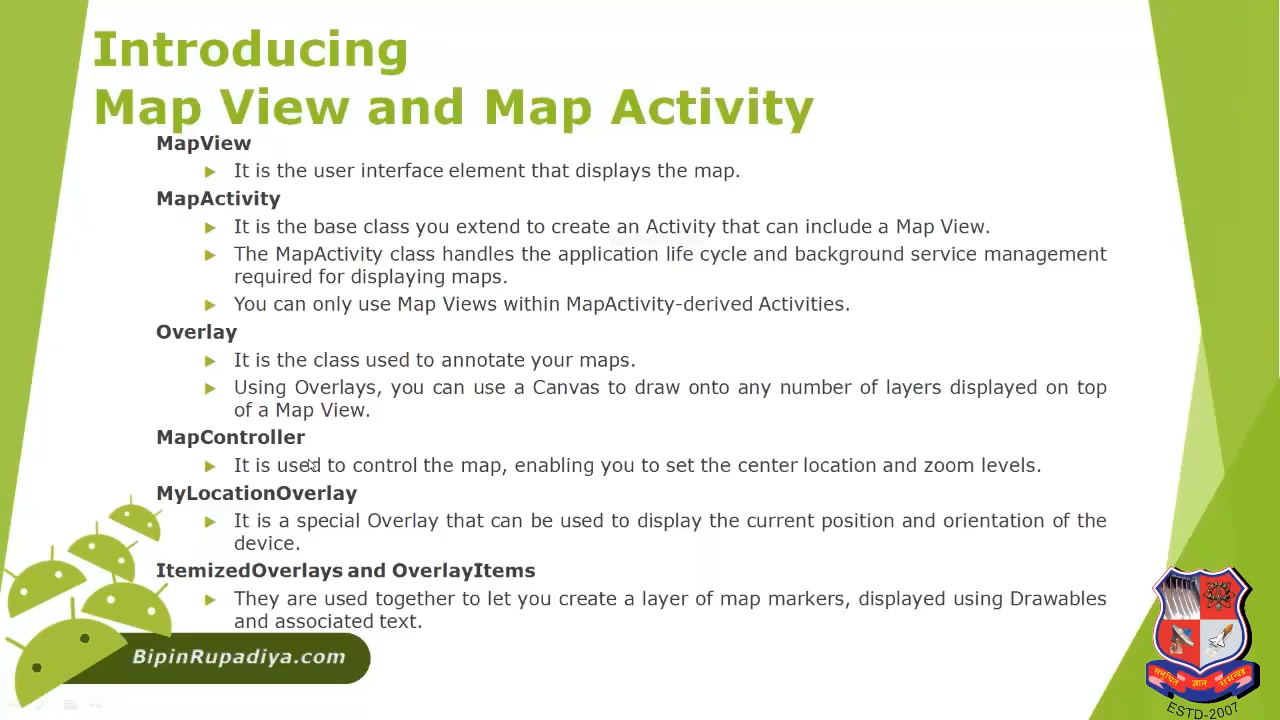 Introducing
Map View and Map Activity
MapView
It is the user interface element that displays the map.
MapActivity
It is the base class you extend to create an Activity that can include a Map View.
The MapActivity class handles the application life cycle and background service management
required for displaying maps.
You can only use Map Views within MapActivity-derived Activities.
Overlay
It is the class used to annotate your maps.
Using Overlays, you can use a Canvas to draw onto any number of layers displayed on top
of a Map View.
MapController
It is used to control the map, enabling you to set the center location and zoom levels.
MyLocationOverlay
It is a special Overlay that can be used to display the current position and orientation of the
device.
ItemizedOverlays and OverlayItems
They are used together to let you create a layer of map markers, displayed using Drawables
and associated text.
BipinRupadiya.com
समुचित ज्ञान समन्वय
ESTD-2007